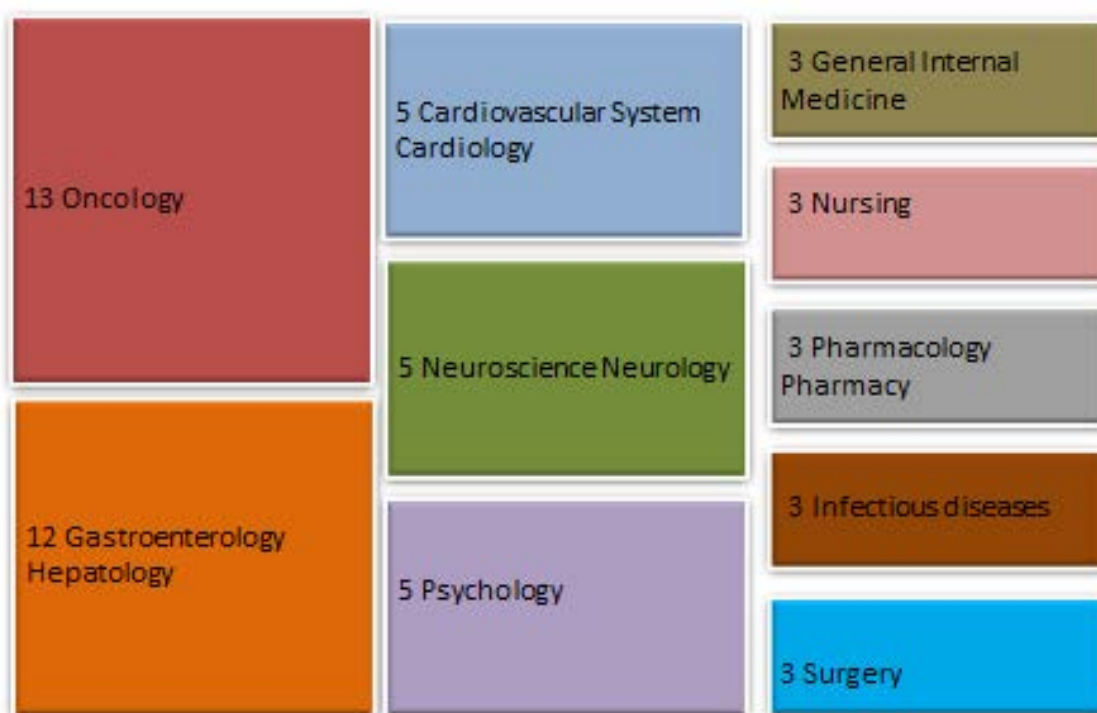 13 Oncology
12 Gastroenterology
Hepatology
5 Cardiovascular System
Cardiology
5 Neuroscience Neurology
5 Psychology
3 General Internal
Medicine
3 Nursing
3 Pharmacology
Pharmacy
3 Infectious diseases
3 Surgery